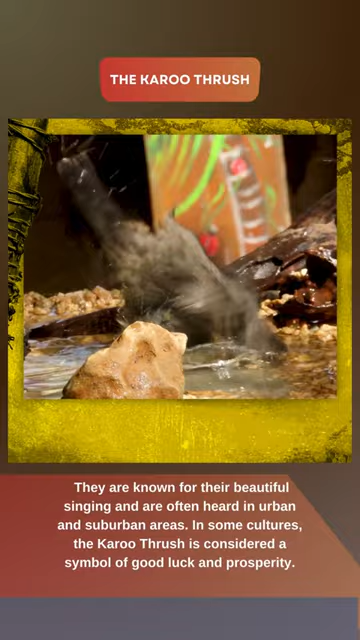 THE KAROO THRUSH
They are known for their beautiful
singing and are often heard in urban
and suburban areas. In some cultures,
the Karoo Thrush is considered a
symbol of good luck and prosperity.